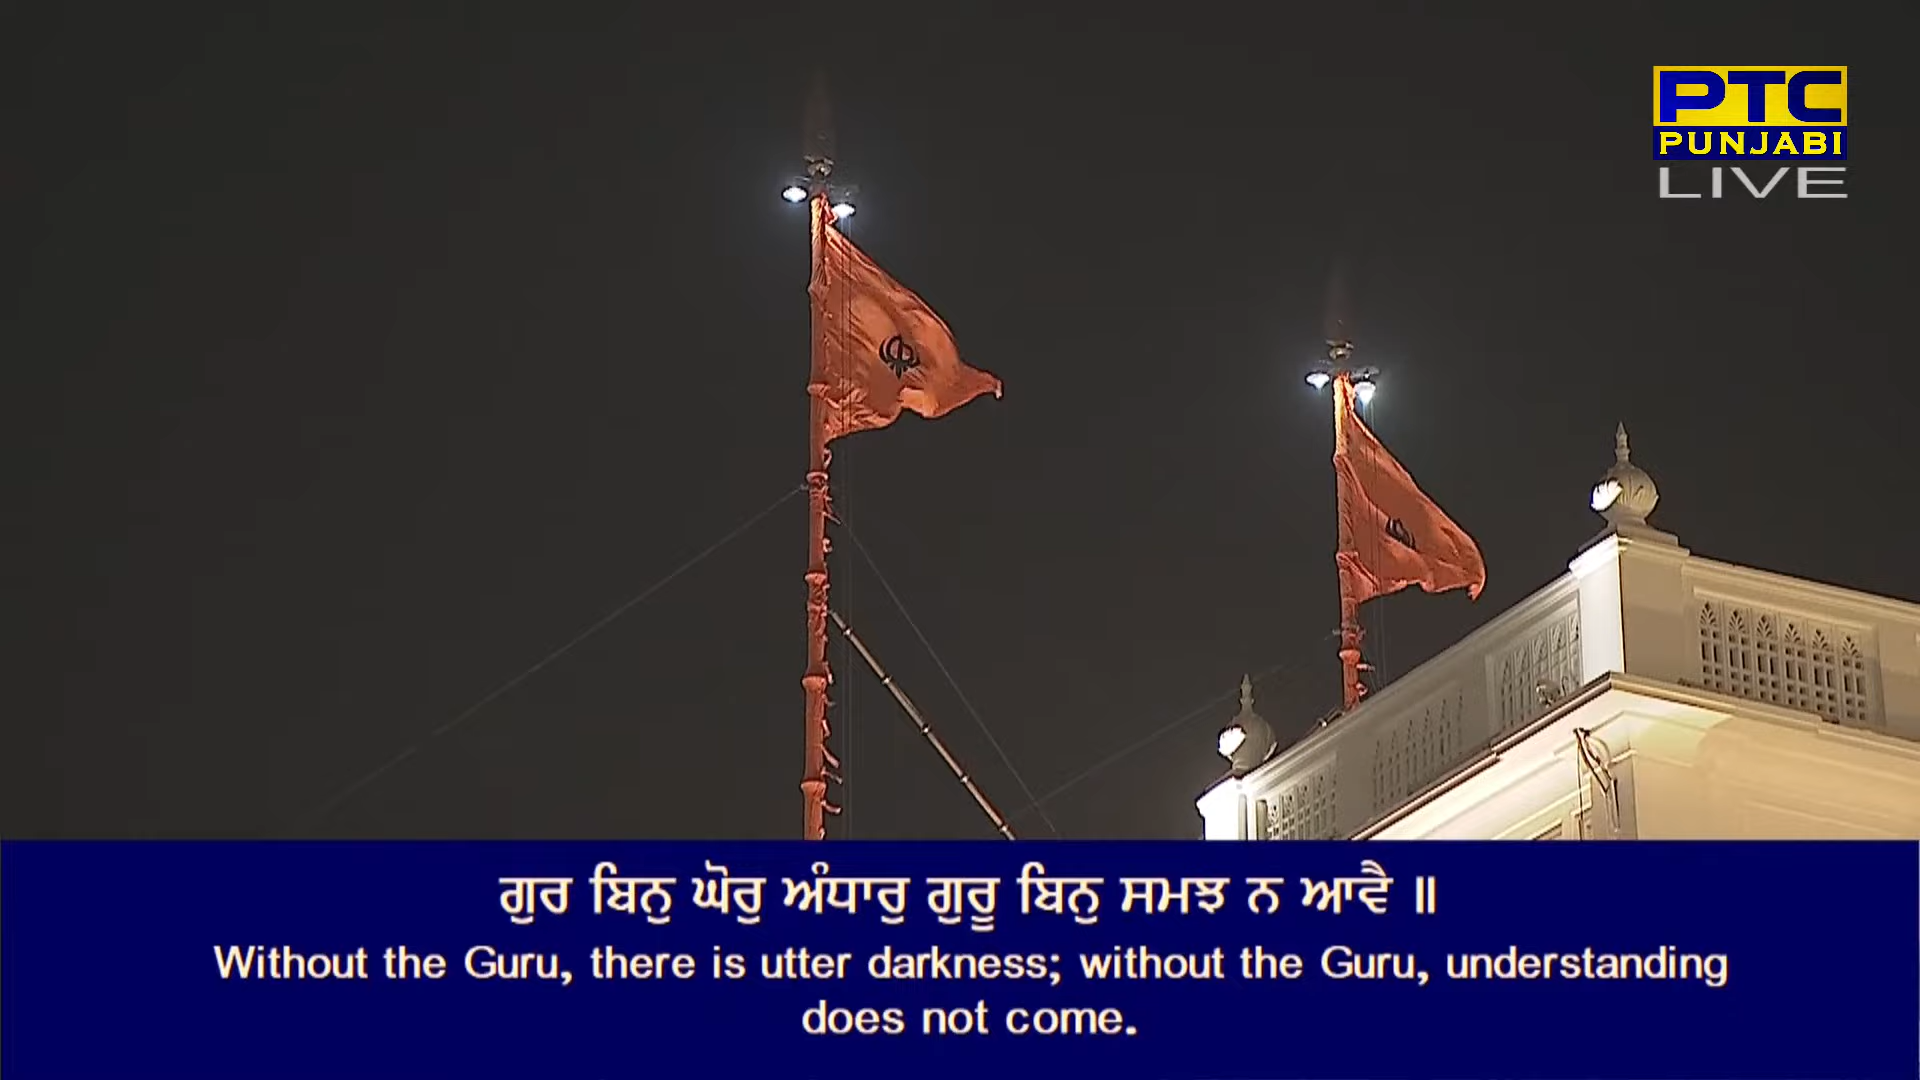 PTC
PUNJABI
LIVE
ਗੁਰ ਬਿਨੁ ਘੋਰੁ ਅੰਧਾਰੁ ਗੁਰੂ ਬਿਨੁ ਸਮਝ ਨ ਆਵੈ ॥
Without the Guru, there is utter darkness; without the Guru, understanding
does not come.